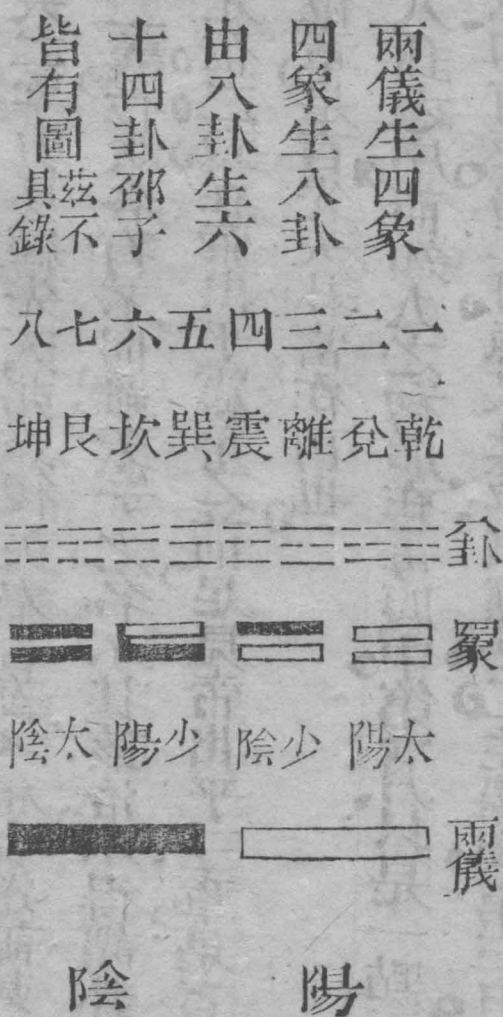 兩儀生四象
四象生八卦
由八卦生六
十四卦邵子
皆有圖茲不具錄
一二三四五六七八
乾兌離震巽坎艮坤
八卦
四象
太陽 少陰 少陽 太陰
兩儀
陽 陰